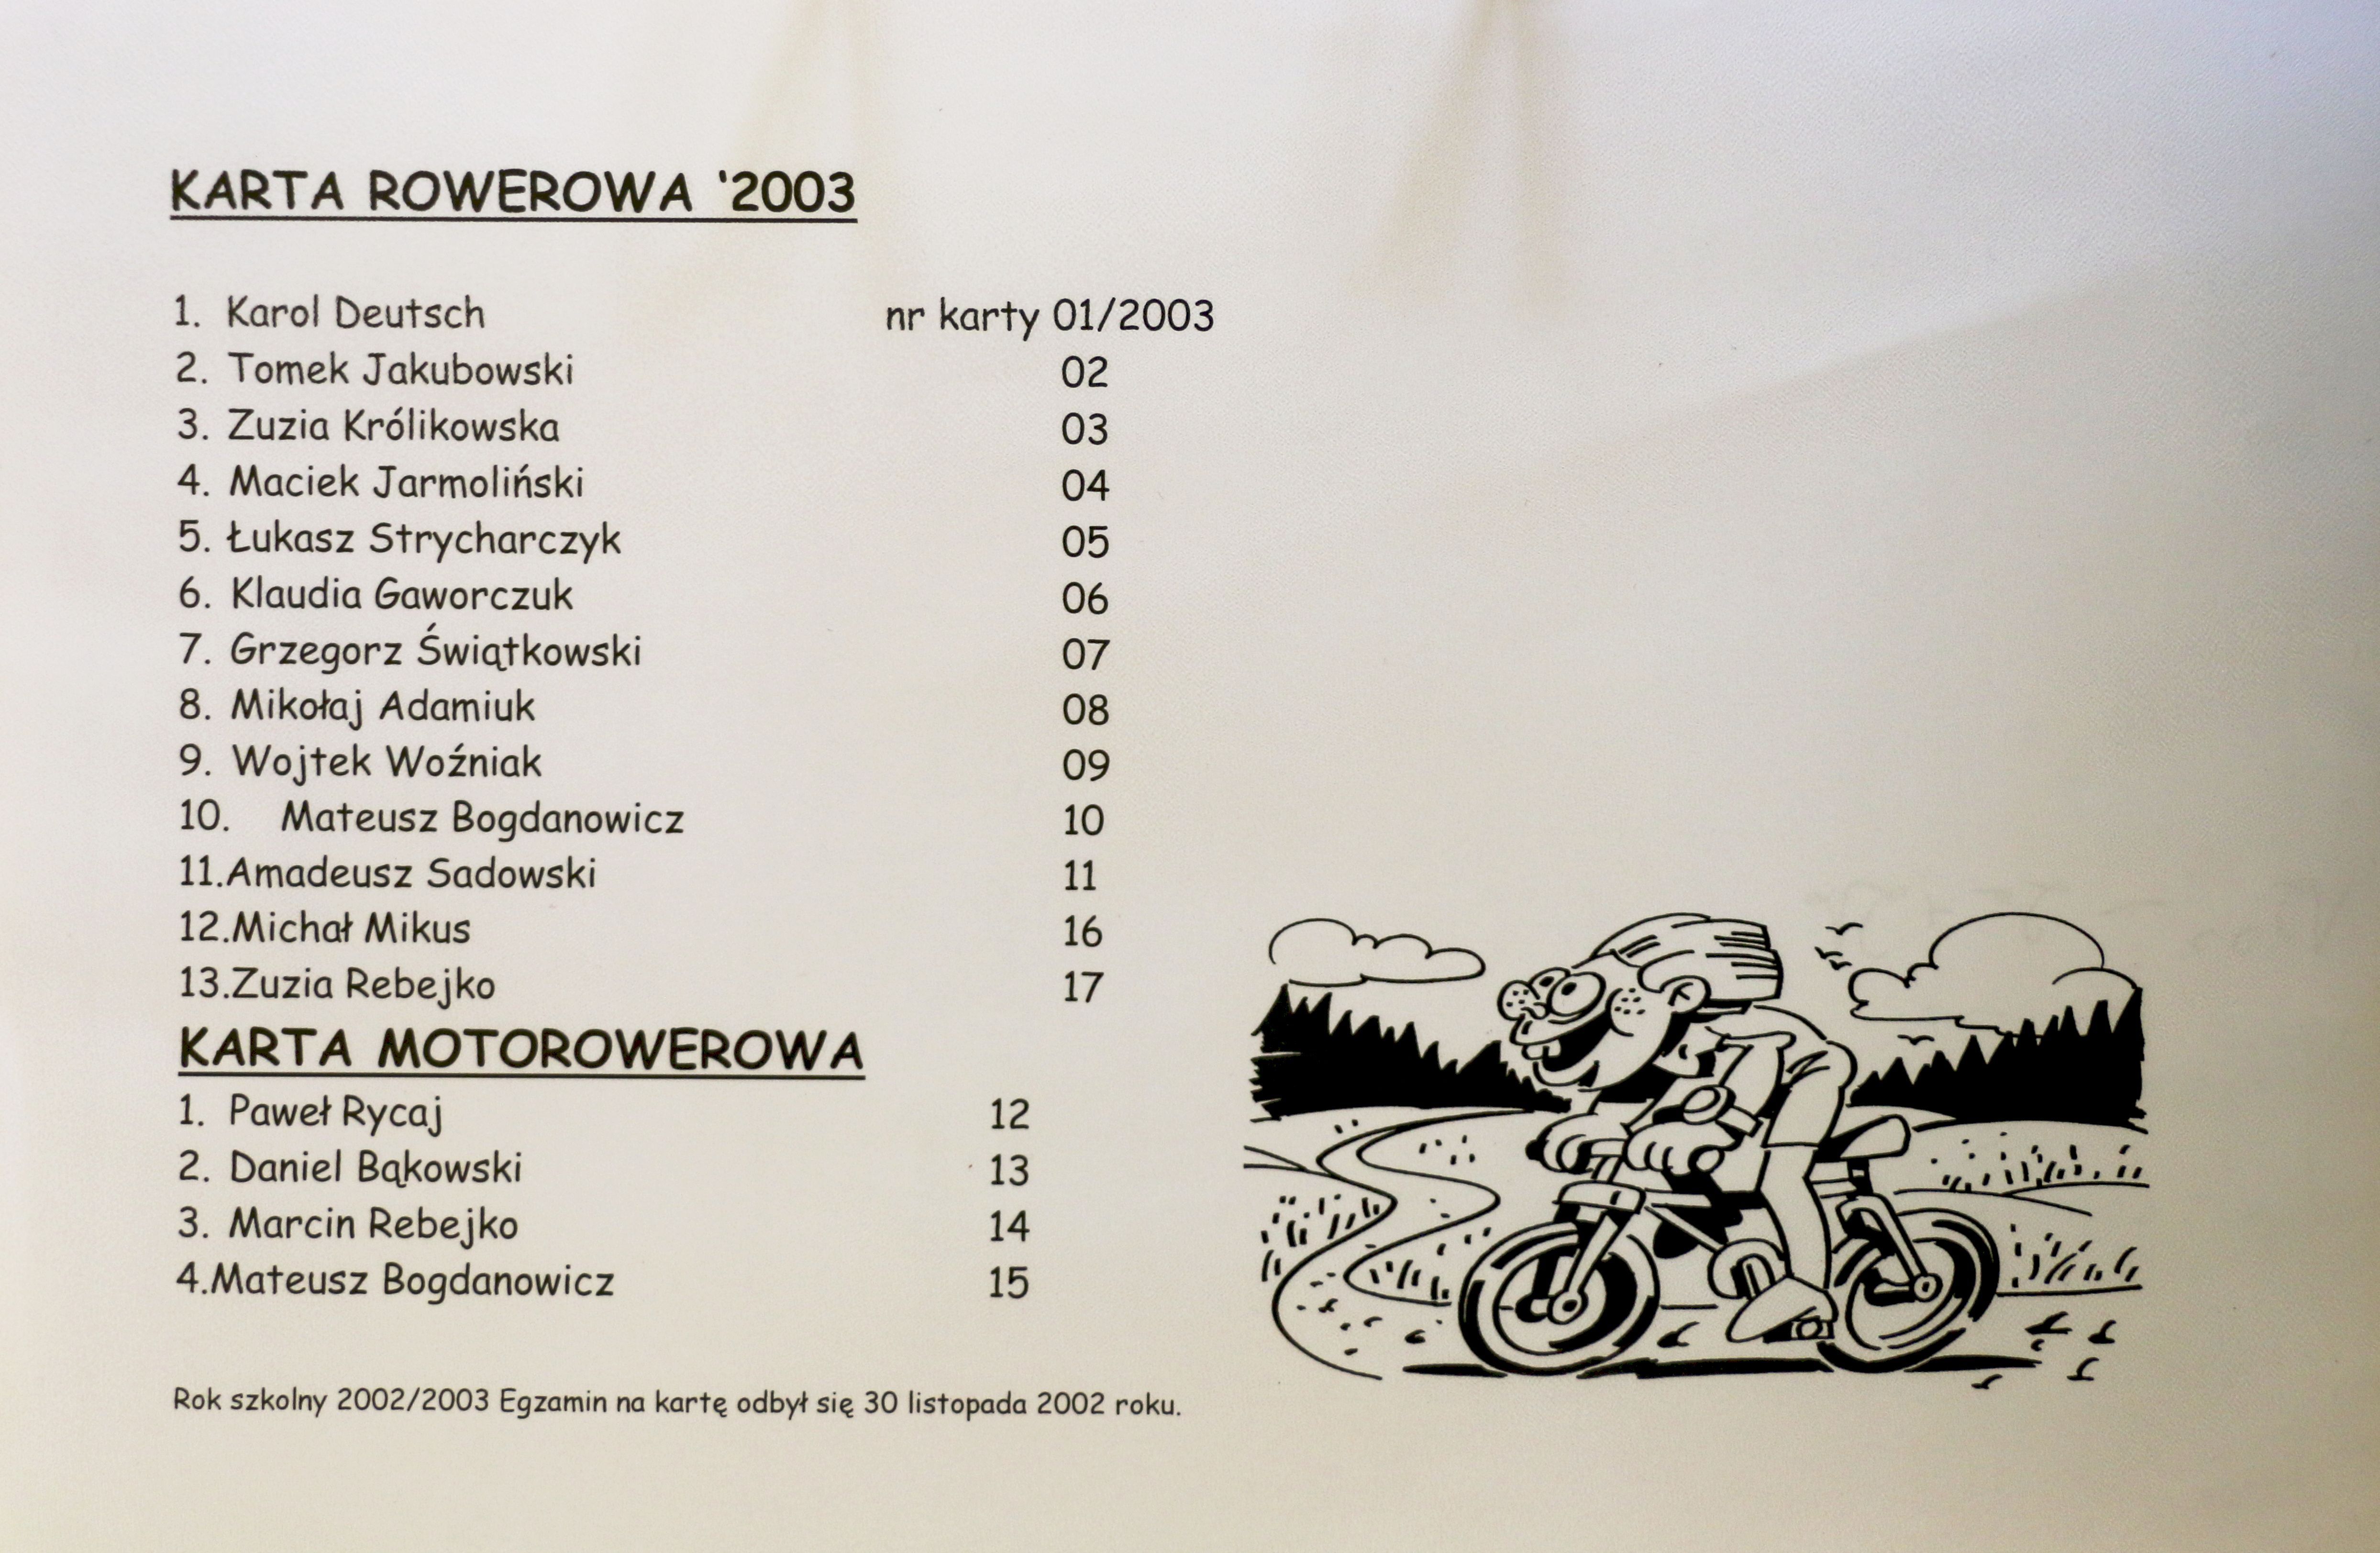 KARTA ROWEROWA '2003
1. Karol Deutsch nr karty 01/2003
2. Tomek Jakubowski 02
3. Zuzia Królikowska 03
4. Maciek Jarmoliński 04
5. Łukasz Strycharczyk 05
6. Klaudia Gaworczuk 06
7. Grzegorz Świątkowski 07
8. Mikołaj Adamiuk 08
9. Wojtek Woźniak 09
10. Mateusz Bogdanowicz 10
11.Amadeusz Sadowski 11
12.Michał Mikus 16
13.Zuzia Rebejko 17
KARTA MOTOROWEROWA
1. Paweł Rycaj 12
2. Daniel Bąkowski 13
3. Marcin Rebejko 14
4.Mateusz Bogdanowicz 15
Rok szkolny 2002/2003 Egzamin na kartę odbył się 30 listopada 2002 roku.